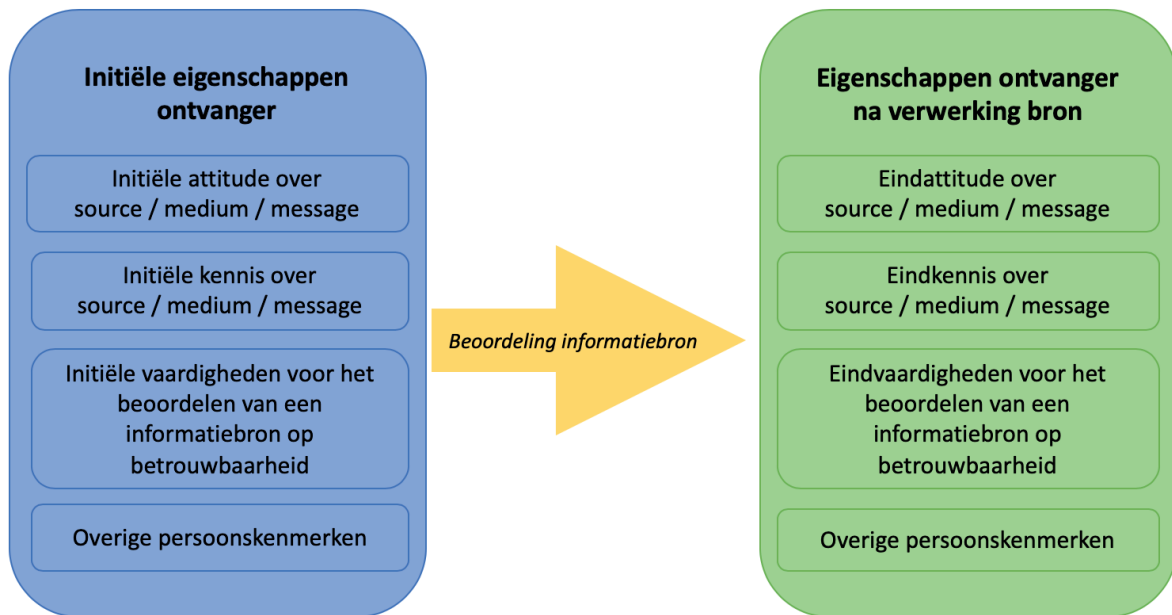 Initiële eigenschappen
ontvanger
Initiële attitude over
source / medium / message
Initiële kennis over
source / medium / message
Initiële vaardigheden voor het
beoordelen van een
informatiebron op
betrouwbaarheid
Overige persoonskenmerken
Beoordeling informatiebron
Eigenschappen ontvanger
na verwerking bron
Eindattitude over
source / medium / message
Eindkennis over
source / medium / message
Eindvaardigheden voor het
beoordelen van een
informatiebron op
betrouwbaarheid
Overige persoonskenmerken